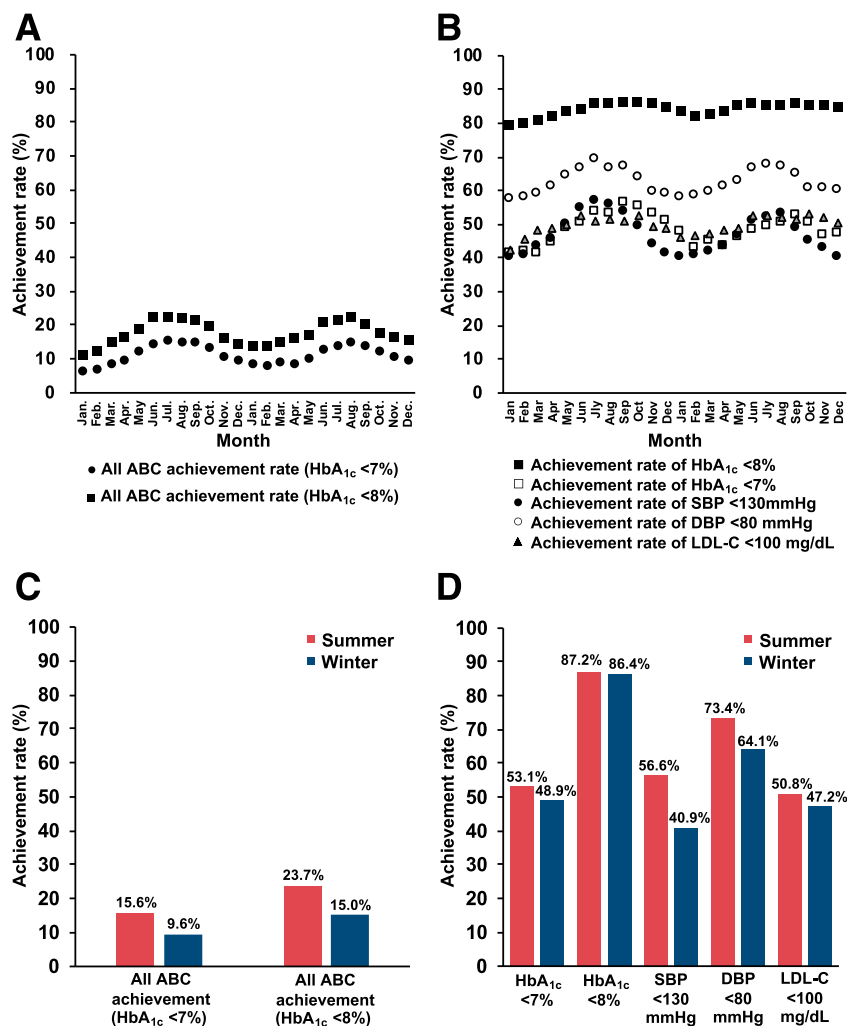 A
100
90
80
70
60
50
40
30
20
10
0
Achievement rate (%)
Jan. Feb. Mar. Apr. May Jun. Jul. Aug. Sep. Oct. Nov. Dec. Jan. Feb. Mar. Apr. May Jun. Jul. Aug. Sep. Oct. Nov. Dec.
Month
All ABC achievement rate (HbA1c <7%)
All ABC achievement rate (HbA1c <8%)
B
100
90
80
70
60
50
40
30
20
10
0
Achievement rate (%)
Jan Feb Mar Apr May Jun Jly Aug Sep Oct Nov Dec Jan Feb Mar Apr May Jun Jly Aug Sep Oct Nov Dec
Month
Achievement rate of HbA1c <8%
Achievement rate of HbA1c <7%
Achievement rate of SBP <130mmHg
Achievement rate of DBP <80 mmHg
Achievement rate of LDL-C <100 mg/dL
C
100
90
80
70
60
50
40
30
20
10
0
Achievement rate (%)
Summer
Winter
15.6%
9.6%
23.7%
15.0%
All ABC
achievement
(HbA1c <7%)
All ABC
achievement
(HbA1c <8%)
D
100
90
80
70
60
50
40
30
20
10
0
Achievement rate (%)
Summer
Winter
53.1%
48.9%
87.2%
86.4%
56.6%
40.9%
73.4%
64.1%
50.8%
47.2%
HbA1c
<7%
HbA1c
<8%
SBP
<130
mmHg
DBP
<80
mmHg
LDL-C
<100
mg/dL